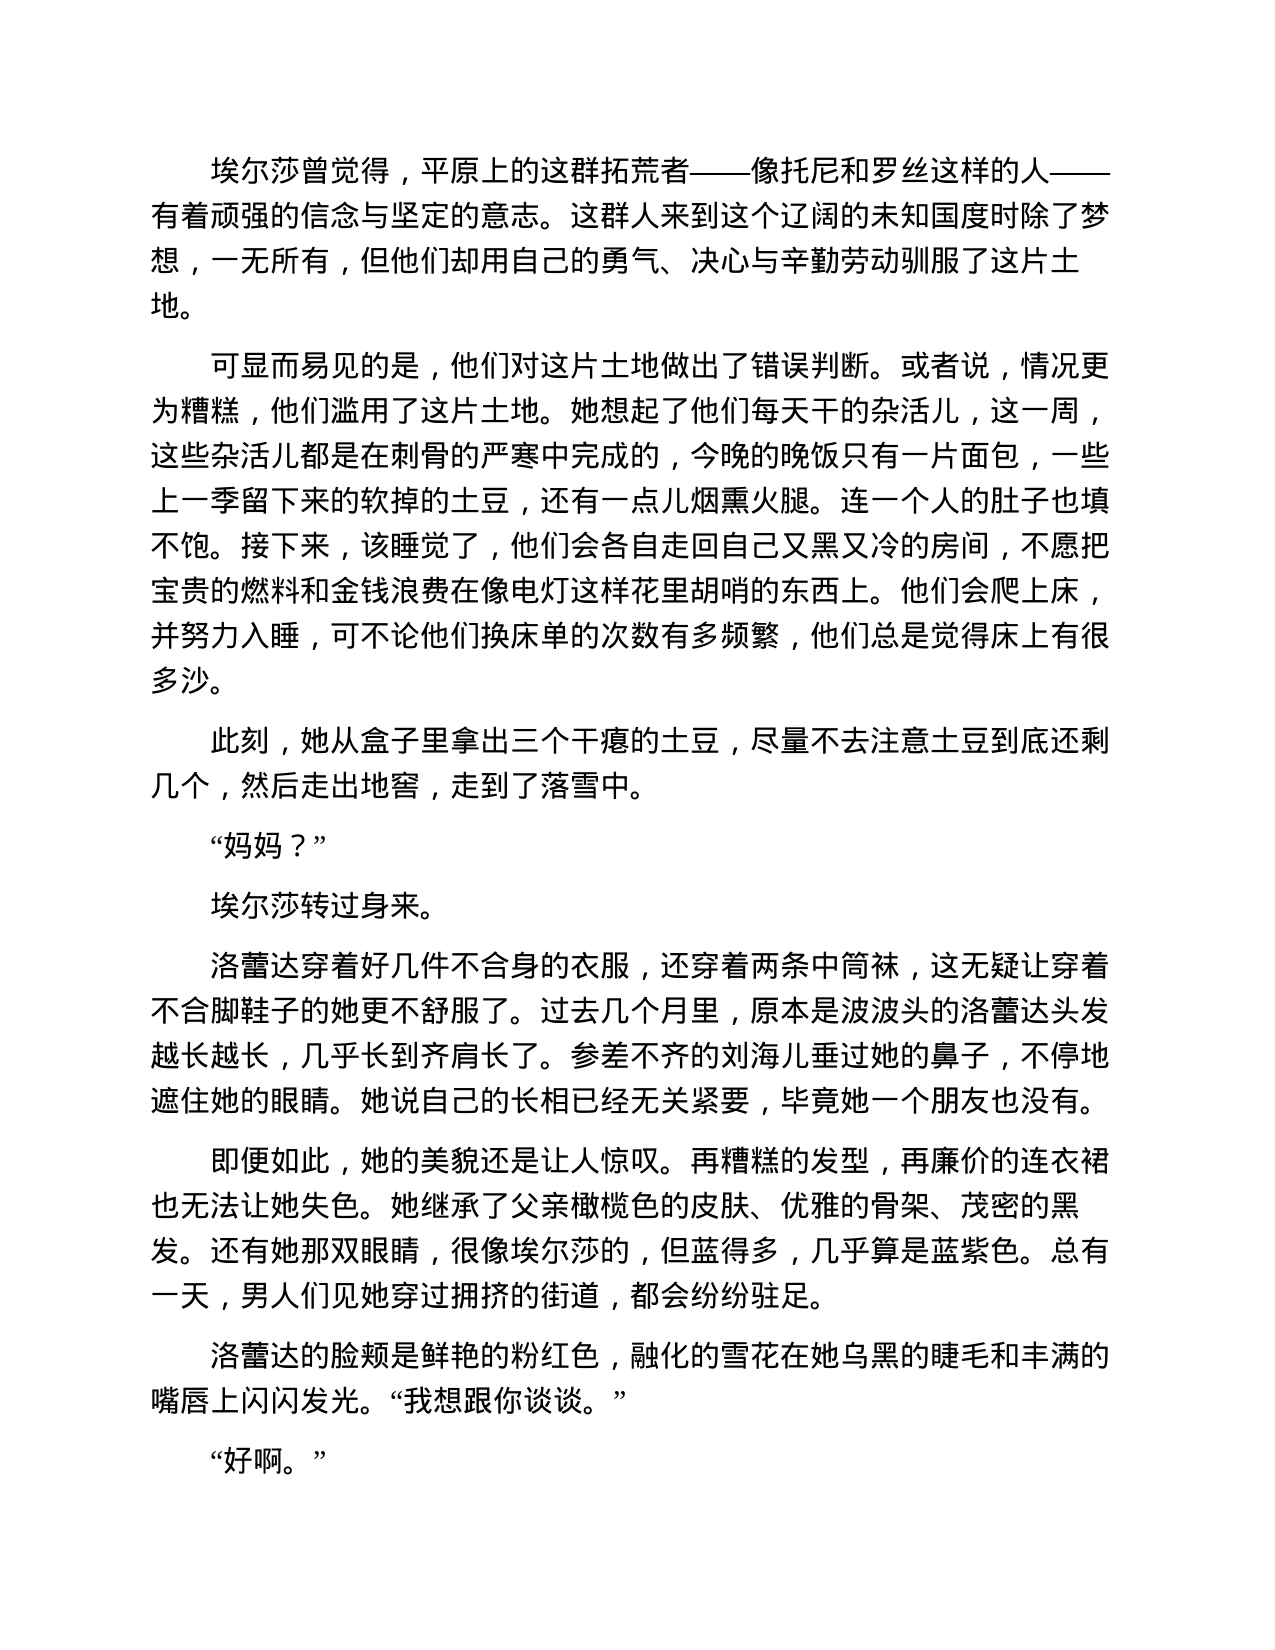 埃尔莎曾觉得，平原上的这群拓荒者——像托尼和罗丝这样的人——
有着顽强的信念与坚定的意志。这群人来到这个辽阔的未知国度时除了梦
想，一无所有，但他们却用自己的勇气、决心与辛勤劳动驯服了这片土
地。
可显而易见的是，他们对这片土地做出了错误判断。或者说，情况更
为糟糕，他们滥用了这片土地。她想起了他们每天干的杂活儿，这一周，
这些杂活儿都是在刺骨的严寒中完成的，今晚的晚饭只有一片面包，一些
上一季留下来的软掉的土豆，还有一点儿烟熏火腿。连一个人的肚子也填
不饱。接下来，该睡觉了，他们会各自走回自己又黑又冷的房间，不愿把
宝贵的燃料和金钱浪费在像电灯这样花里胡哨的东西上。他们会爬上床，
并努力入睡，可不论他们换床单的次数有多频繁，他们总是觉得床上有很
多沙。
此刻，她从盒子里拿出三个干瘪的土豆，尽量不去注意土豆到底还剩
几个，然后走出地窖，走到了落雪中。
“妈妈？”
埃尔莎转过身来。
洛蕾达穿着好几件不合身的衣服，还穿着两条中筒袜，这无疑让穿着
不合脚鞋子的她更不舒服了。过去几个月里，原本是波波头的洛蕾达头发
越长越长，几乎长到齐肩长了。参差不齐的刘海儿垂过她的鼻子，不停地
遮住她的眼睛。她说自己的长相已经无关紧要，毕竟她一个朋友也没有。
即便如此，她的美貌还是让人惊叹。再糟糕的发型，再廉价的连衣裙
也无法让她失色。她继承了父亲橄榄色的皮肤、优雅的骨架、茂密的黑
发。还有她那双眼睛，很像埃尔莎的，但蓝得多，几乎算是蓝紫色。总有
一天，男人们见她穿过拥挤的街道，都会纷纷驻足。
洛蕾达的脸颊是鲜艳的粉红色，融化的雪花在她乌黑的睫毛和丰满的
嘴唇上闪闪发光。“我想跟你谈谈。”
“好啊。”